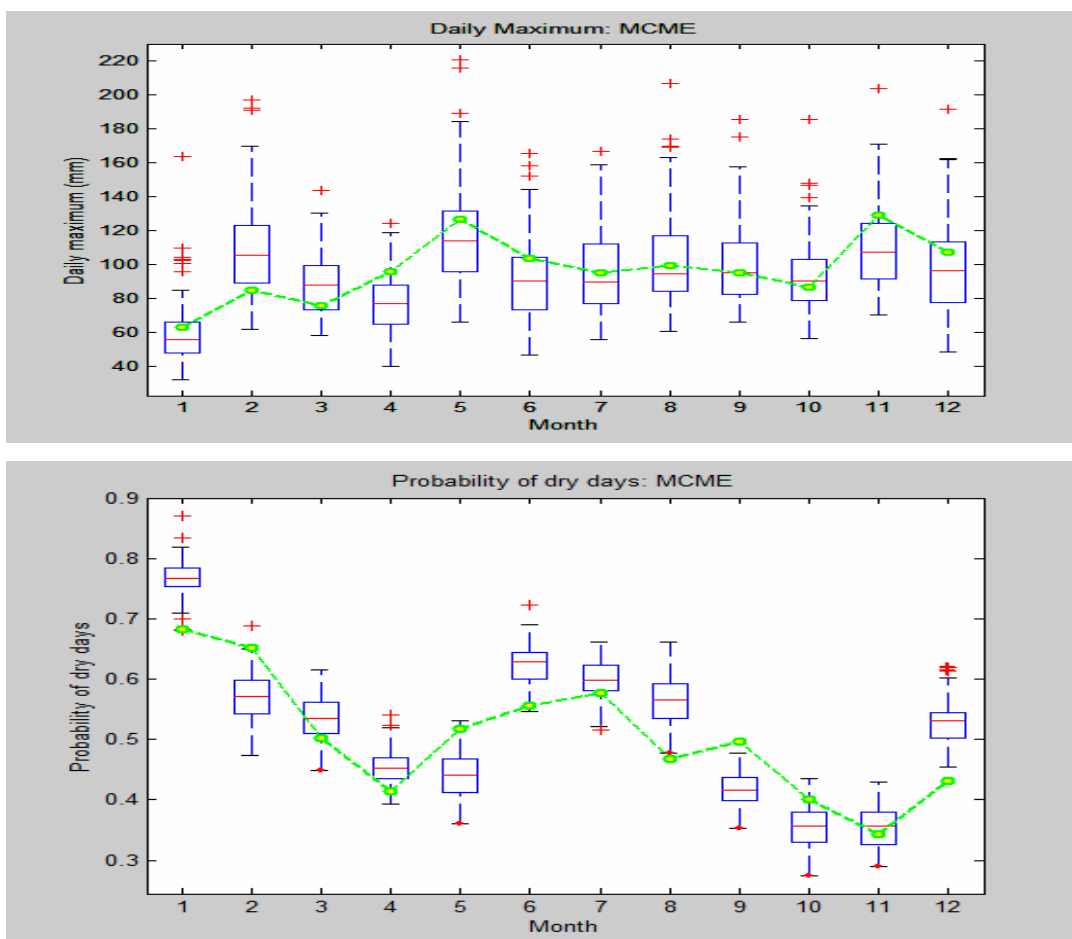 Daily Maximum: MCME
220
200
180
160
140
120
100
80
60
40
Daily maximum (mm)
1 2 3 4 5 6 7 8 9 10 11 12
Month
Probability of dry days: MCME
0.9
0.8
0.7
0.6
0.5
0.4
0.3
Probability of dry days
1 2 3 4 5 6 7 8 9 10 11 12
Month